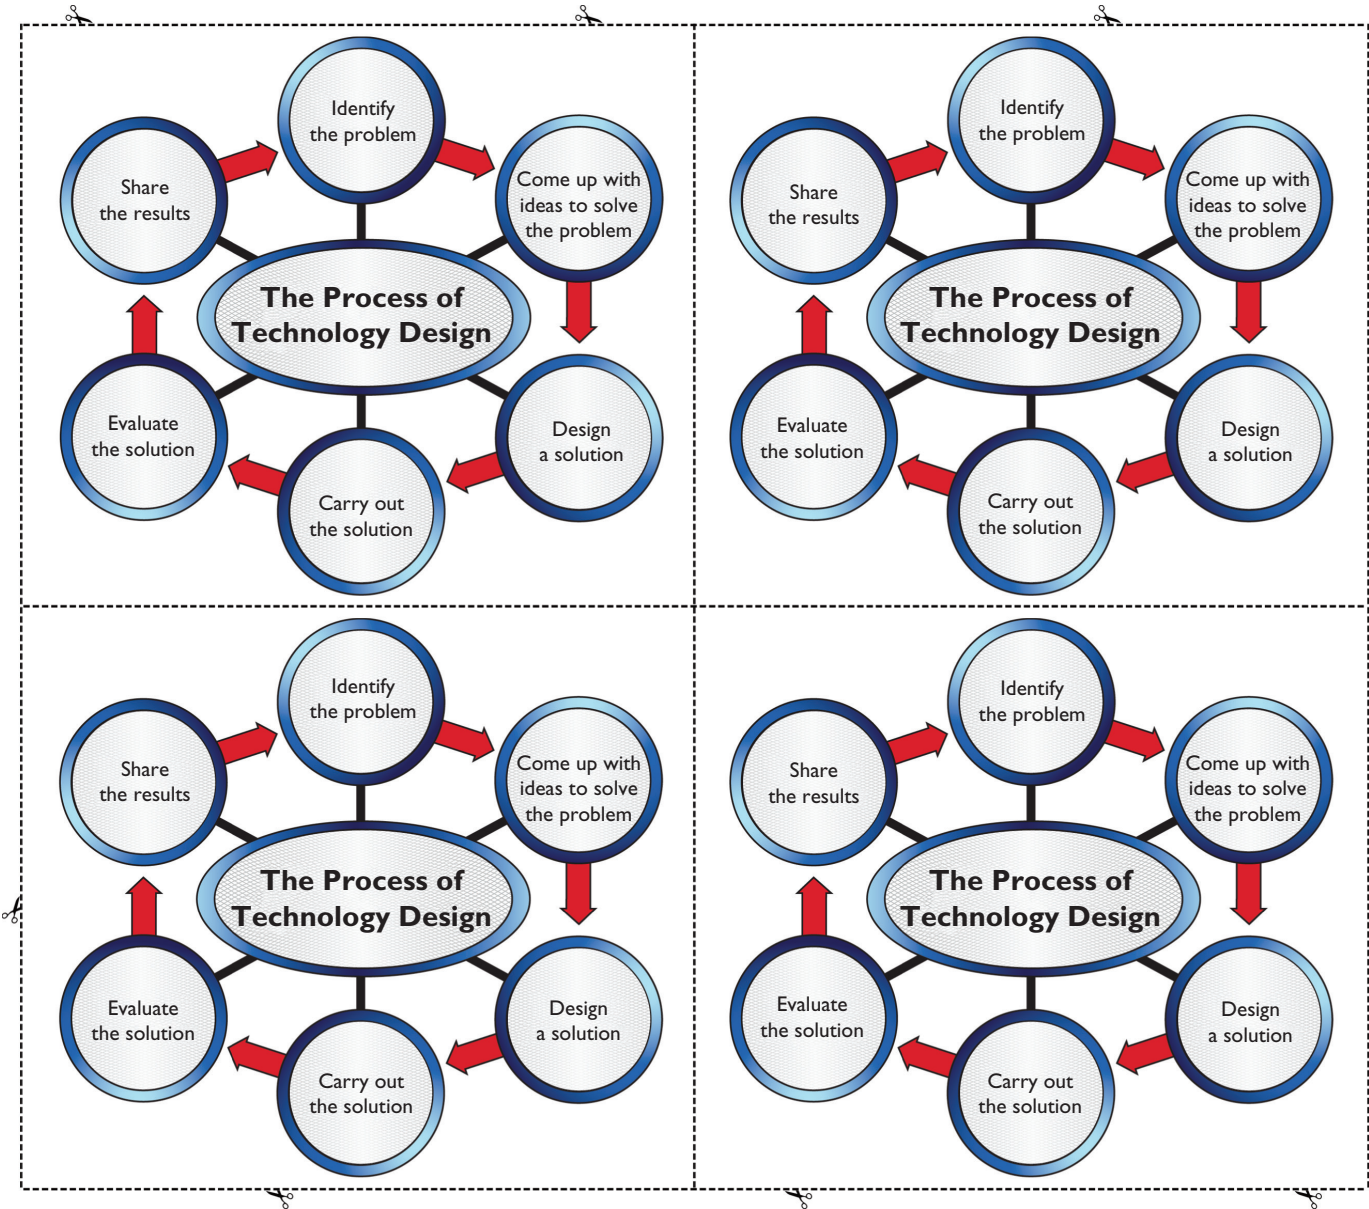 Identify
the problem
Come up with
ideas to solve
the problem
Design
a solution
Carry out
the solution
Evaluate
the solution
Share
the results
The Process of
Technology Design
Identify
the problem
Come up with
ideas to solve
the problem
Design
a solution
Carry out
the solution
Evaluate
the solution
Share
the results
The Process of
Technology Design
Identify
the problem
Come up with
ideas to solve
the problem
Design
a solution
Carry out
the solution
Evaluate
the solution
Share
the results
The Process of
Technology Design
Identify
the problem
Come up with
ideas to solve
the problem
Design
a solution
Carry out
the solution
Evaluate
the solution
Share
the results
The Process of
Technology Design